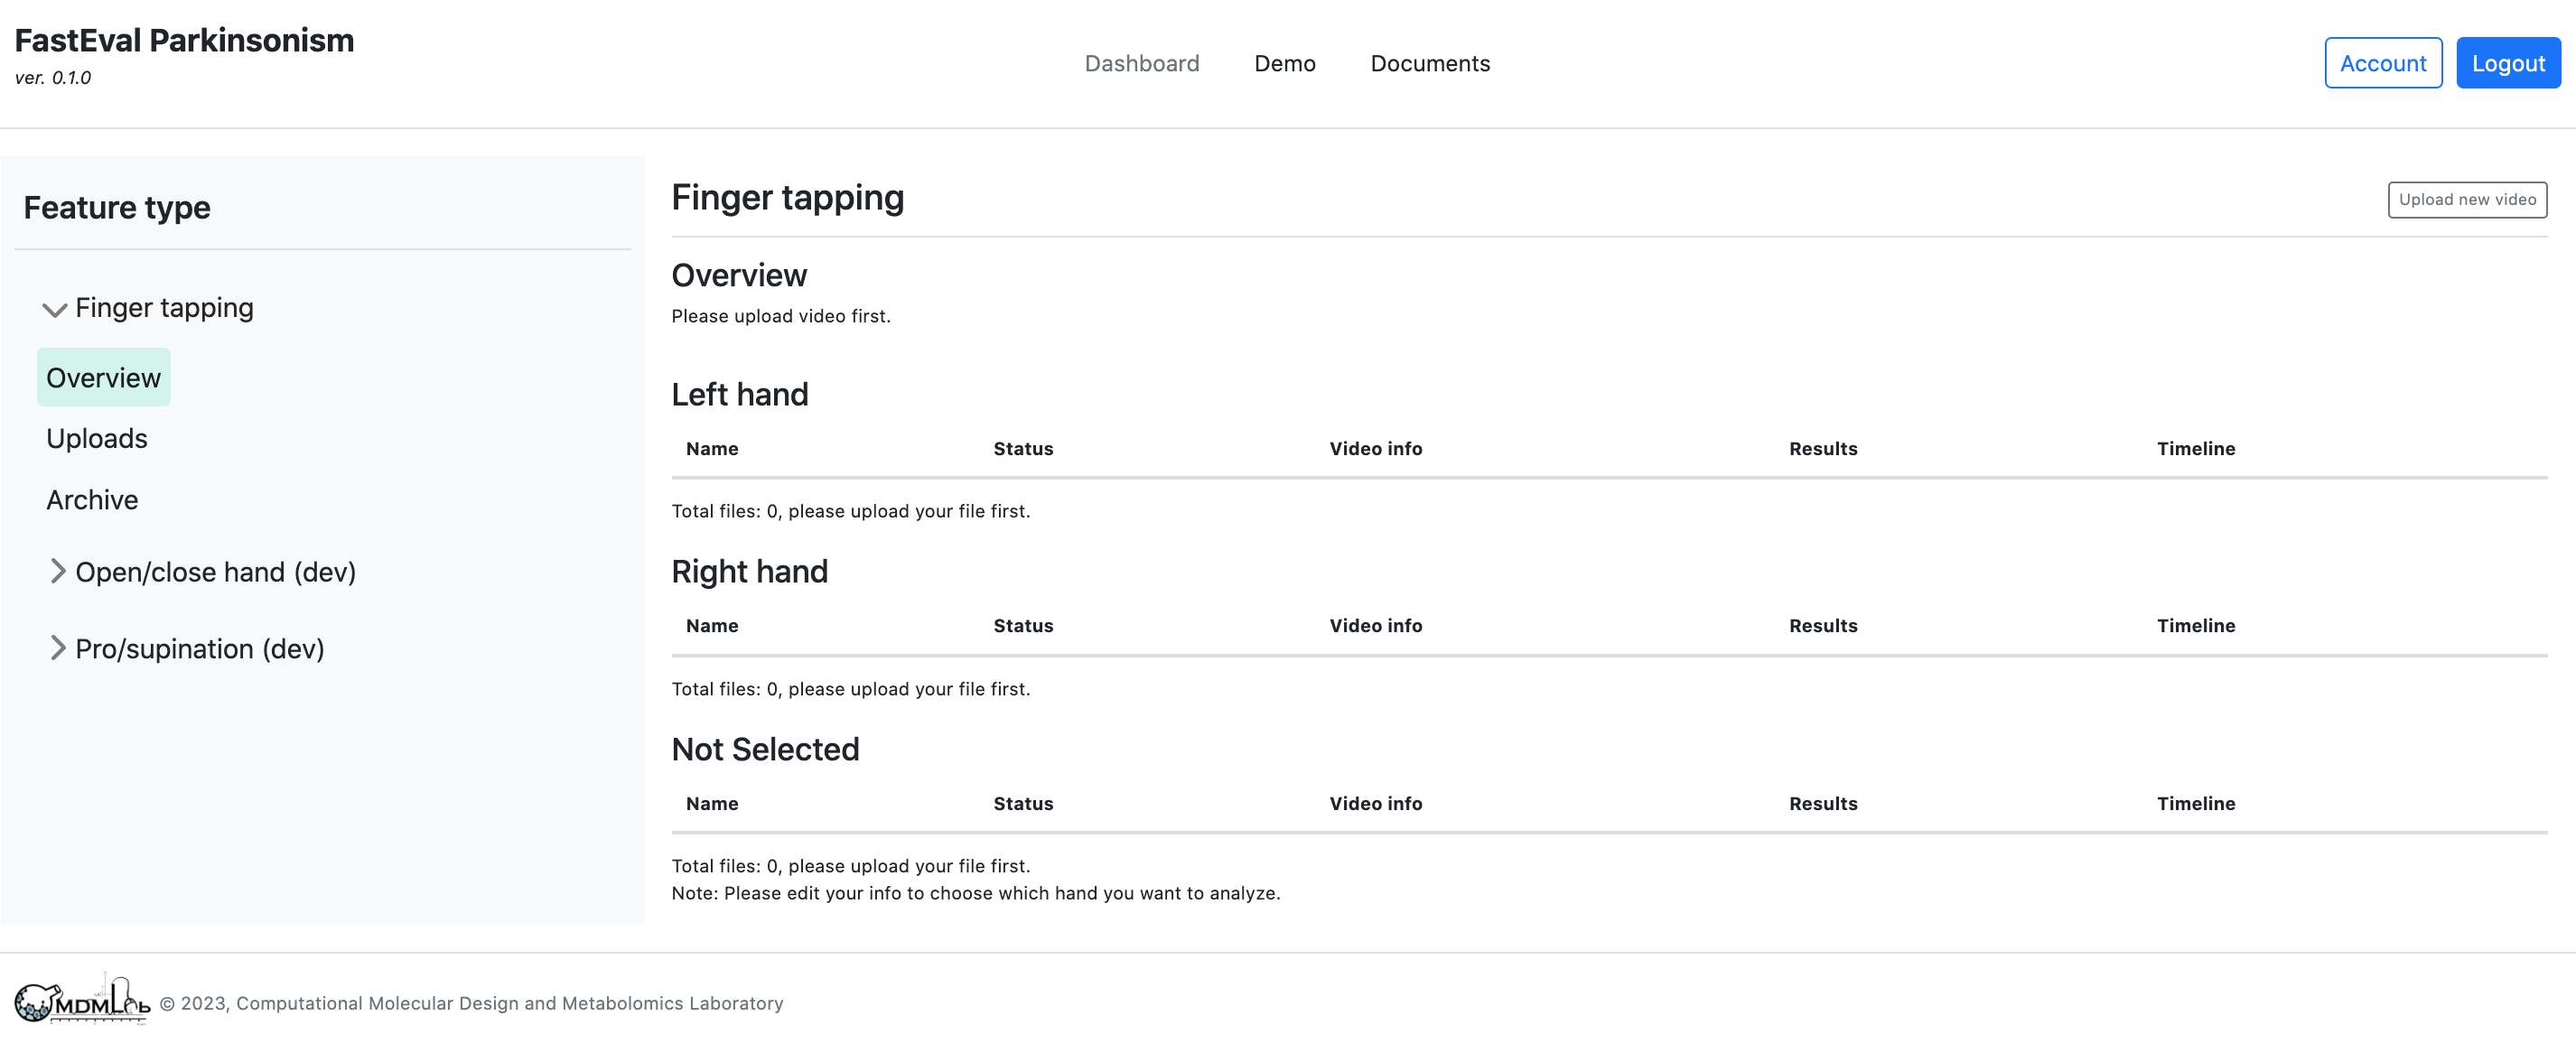 FastEval Parkinsonism
ver. 0.1.0
Dashboard Demo Documents
Account Logout
Feature type
Finger tapping
Overview
Uploads
Archive
Open/close hand (dev)
Pro/supination (dev)
Finger tapping
Upload new video
Overview
Please upload video first.
Left hand
Name Status Video info Results Timeline
Total files: 0, please upload your file first.
Right hand
Name Status Video info Results Timeline
Total files: 0, please upload your file first.
Not Selected
Name Status Video info Results Timeline
Total files: 0, please upload your file first.
Note: Please edit your info to choose which hand you want to analyze.
CMDMLab © 2023, Computational Molecular Design and Metabolomics Laboratory